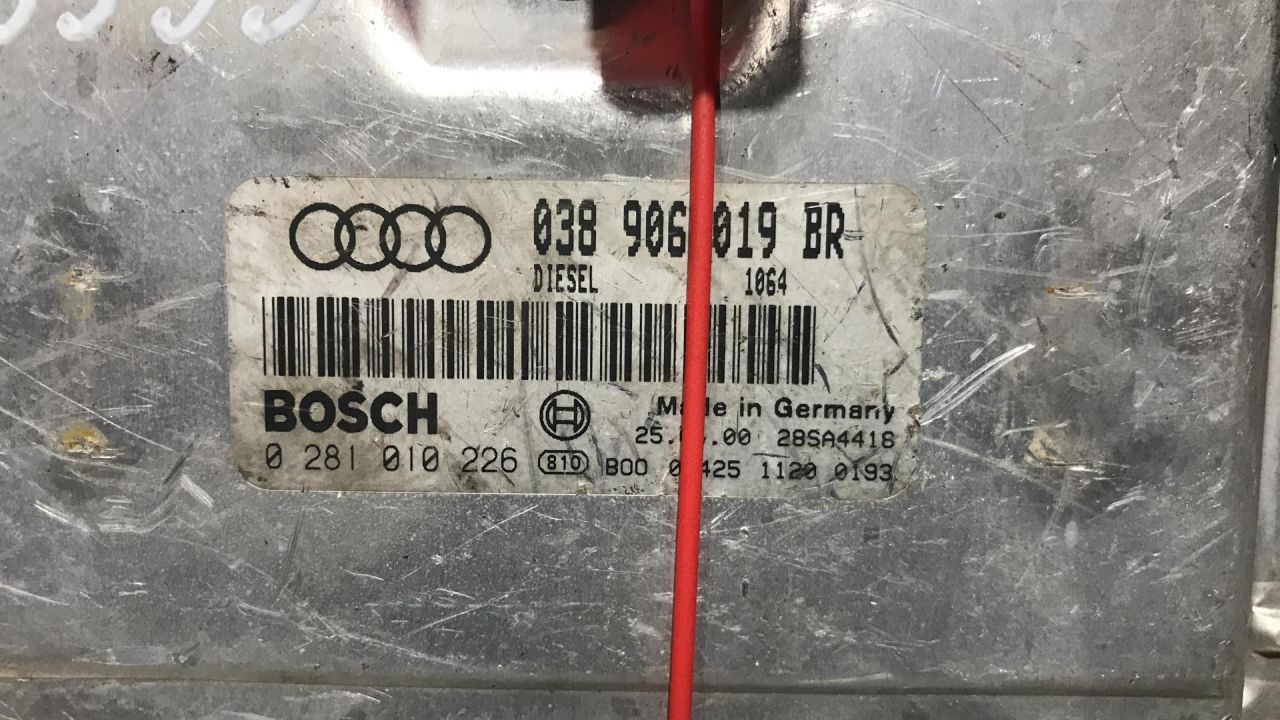 038 906 019 BR
DIESEL 1064
BOSCH
Made in Germany
28SA4418
0 281 010 226 810 B00 1120 0193